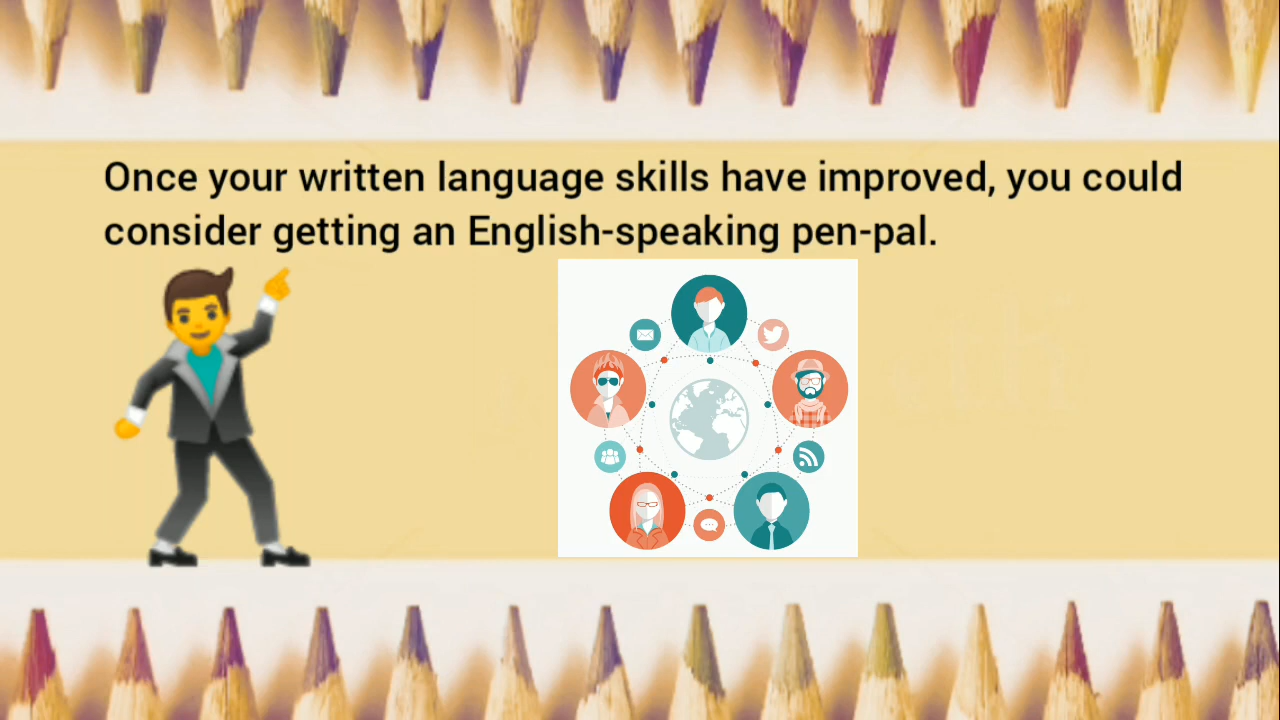 Once your written language skills have improved, you could
consider getting an English-speaking pen-pal.